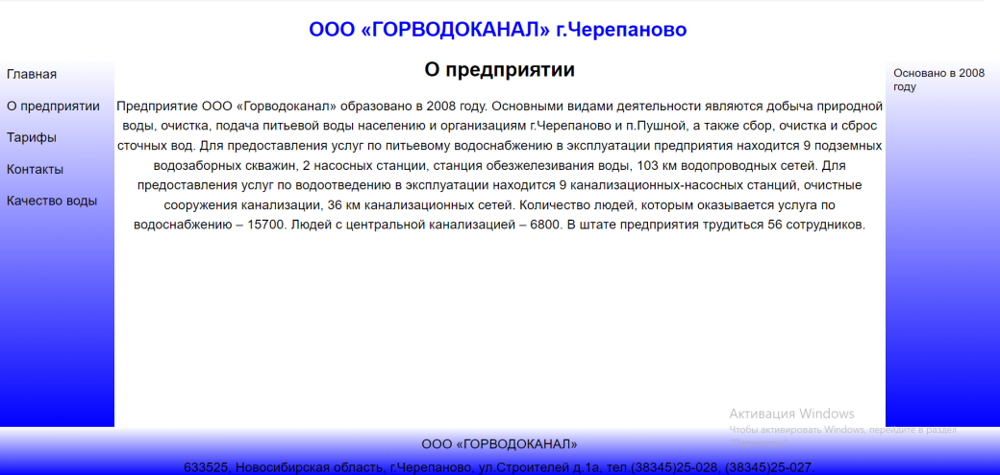 ООО «ГОРВОДОКАНАЛ» г.Черепаново
Главная
О предприятии
Тарифы
Контакты
Качество воды
О предприятии
Предприятие ООО «Горводоканал» образовано в 2008 году. Основными видами деятельности являются добыча природной
воды, очистка, подача питьевой воды населению и организациям г.Черепаново и п.Пушной, а также сбор, очистка и сброс
сточных вод. Для предоставления услуг по питьевому водоснабжению в эксплуатации предприятия находится 9 подземных
водозаборных скважин, 2 насосных станции, станция обезжелезивания воды, 103 км водопроводных сетей. Для
предоставления услуг по водоотведению в эксплуатации находится 9 канализационных-насосных станций, очистные
сооружения канализации, 36 км канализационных сетей. Количество людей, которым оказывается услуга по
водоснабжению – 15700. Людей с центральной канализацией – 6800. В штате предприятия трудиться 56 сотрудников.
Основано в 2008
году
Активация Windows
Чтобы активировать Windows, перейдите в раздел
ООО «ГОРВОДОКАНАЛ»
633525, Новосибирская область, г.Черепаново, ул.Строителей д.1а, тел.(38345)25-028, (38345)25-027.